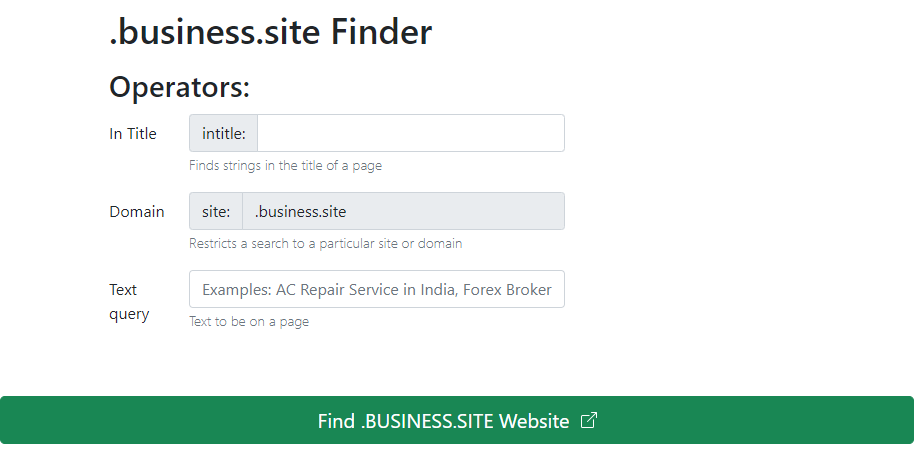 .business.site Finder
Operators:
In Title
intitle:
Finds strings in the title of a page
Domain
site:
.business.site
Restricts a search to a particular site or domain
Text
query
Examples: AC Repair Service in India, Forex Broker
Text to be on a page
Find .BUSINESS.SITE Website